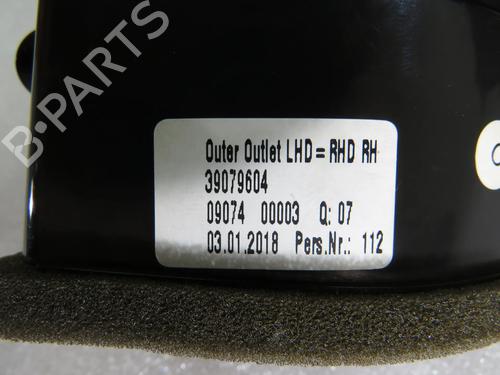 B-PARTS
Outer Outlet LHD = RHD RH
39079604
09074 00003 Q: 07
03.01.2018 Pers.Nr.: 112